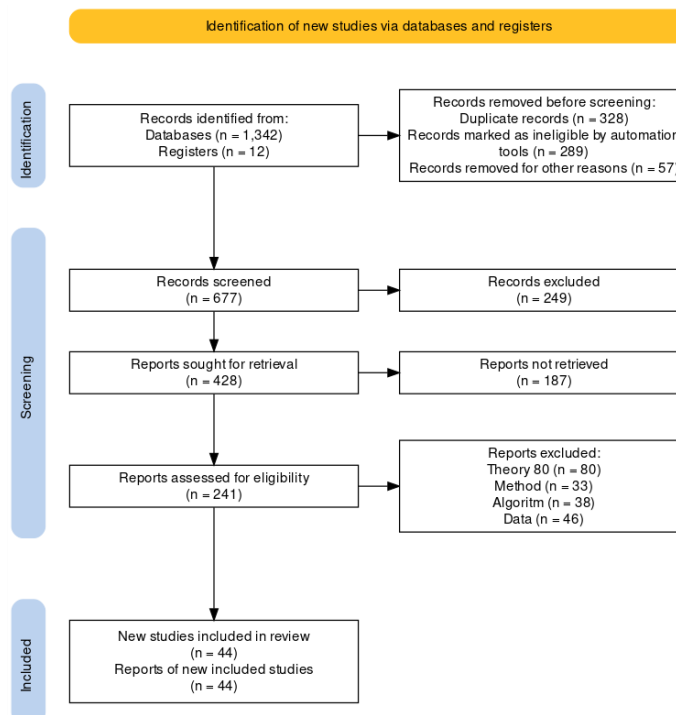 Identification of new studies via databases and registers
Identification
Records identified from:
Databases (n = 1,342)
Registers (n = 12)
Records removed before screening:
Duplicate records (n = 328)
Records marked as ineligible by automation
tools (n = 289)
Records removed for other reasons (n = 57)
Screening
Records screened
(n = 677)
Records excluded
(n = 249)
Reports sought for retrieval
(n = 428)
Reports not retrieved
(n = 187)
Reports assessed for eligibility
(n = 241)
Reports excluded:
Theory 80 (n = 80)
Method (n = 33)
Algoritm (n = 38)
Data (n = 46)
Included
New studies included in review
(n = 44)
Reports of new included studies
(n = 44)